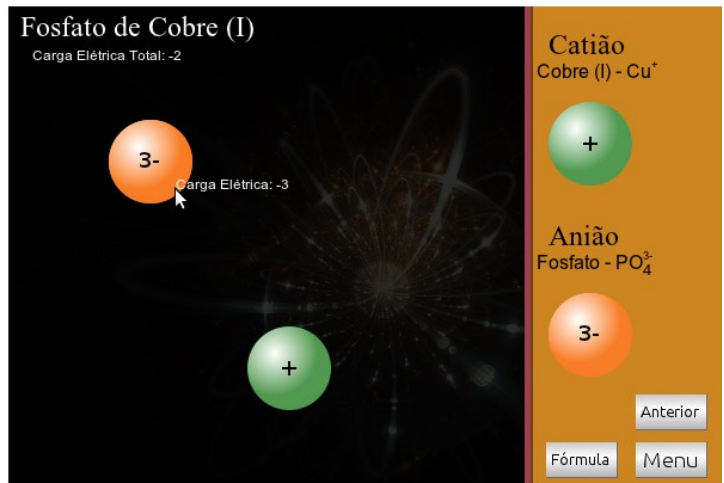 Fosfato de Cobre (I)
Carga Elétrica Total: -2
3-
Carga Elétrica: -3
+
Catião
Cobre (I) - Cu⁺
+
Anião
Fosfato - PO₄³⁻
3-
Anterior
Fórmula
Menu